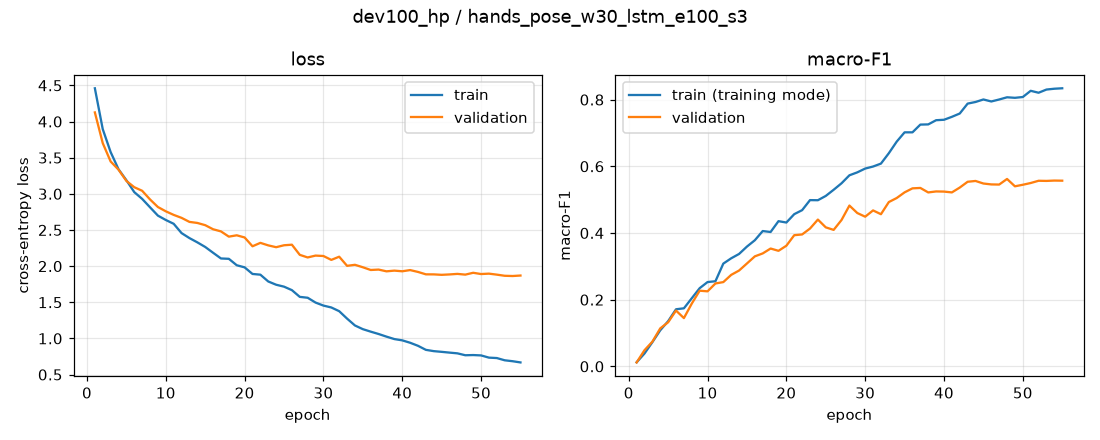 dev100_hp / hands_pose_w30_lstm_e100_s3
loss
train
validation
cross-entropy loss
4.5
4.0
3.5
3.0
2.5
2.0
1.5
1.0
0.5
0 10 20 30 40 50
epoch
macro-F1
train (training mode)
validation
macro-F1
0.8
0.6
0.4
0.2
0.0
0 10 20 30 40 50
epoch